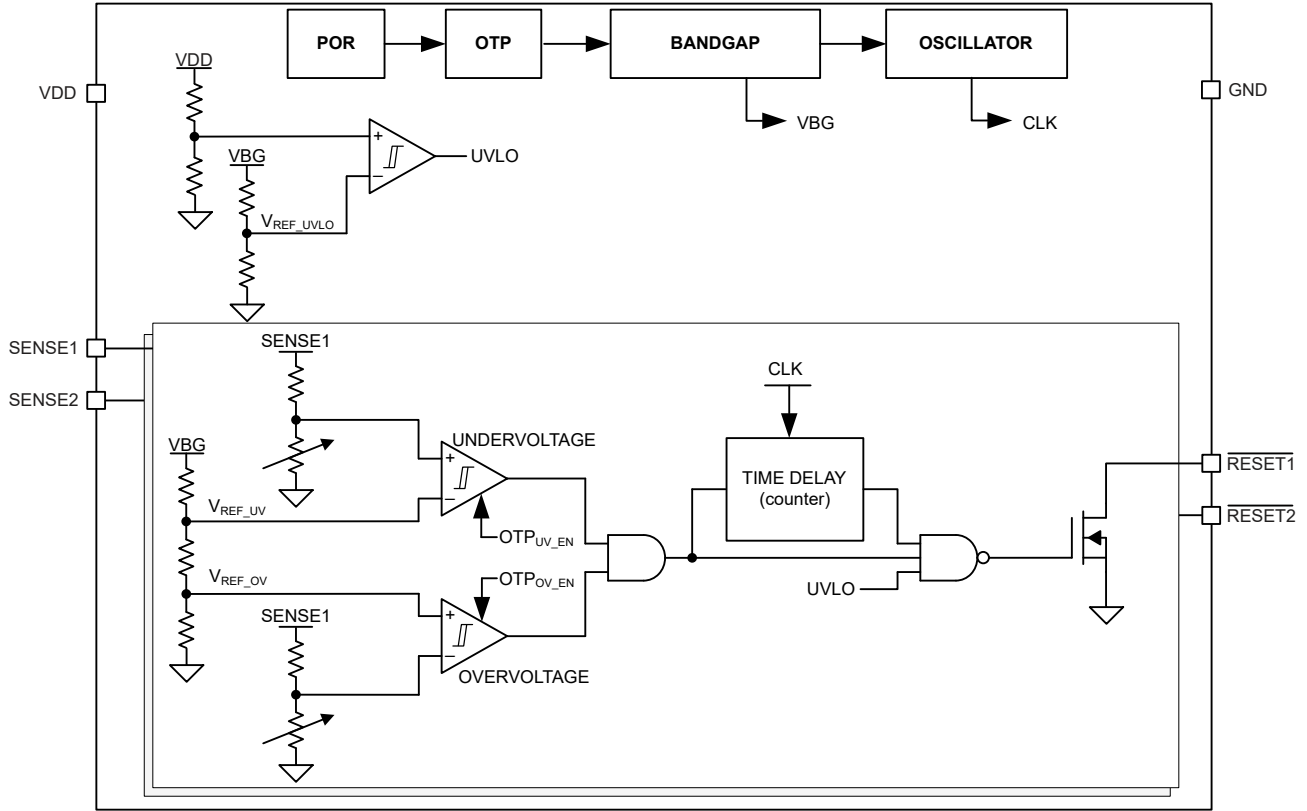 POR
OTP
BANDGAP
OSCILLATOR
VDD
VDD
GND
VBG
CLK
+
−
UVLO
VBG
VREF_UVLO
SENSE1
SENSE2
SENSE1
CLK
VBG
UNDERVOLTAGE
+
−
TIME DELAY
(counter)
RESET1
VREF_UV
RESET2
OTPUV_EN
VREF_OV
OTPOV_EN
UVLO
SENSE1
+
−
OVERVOLTAGE